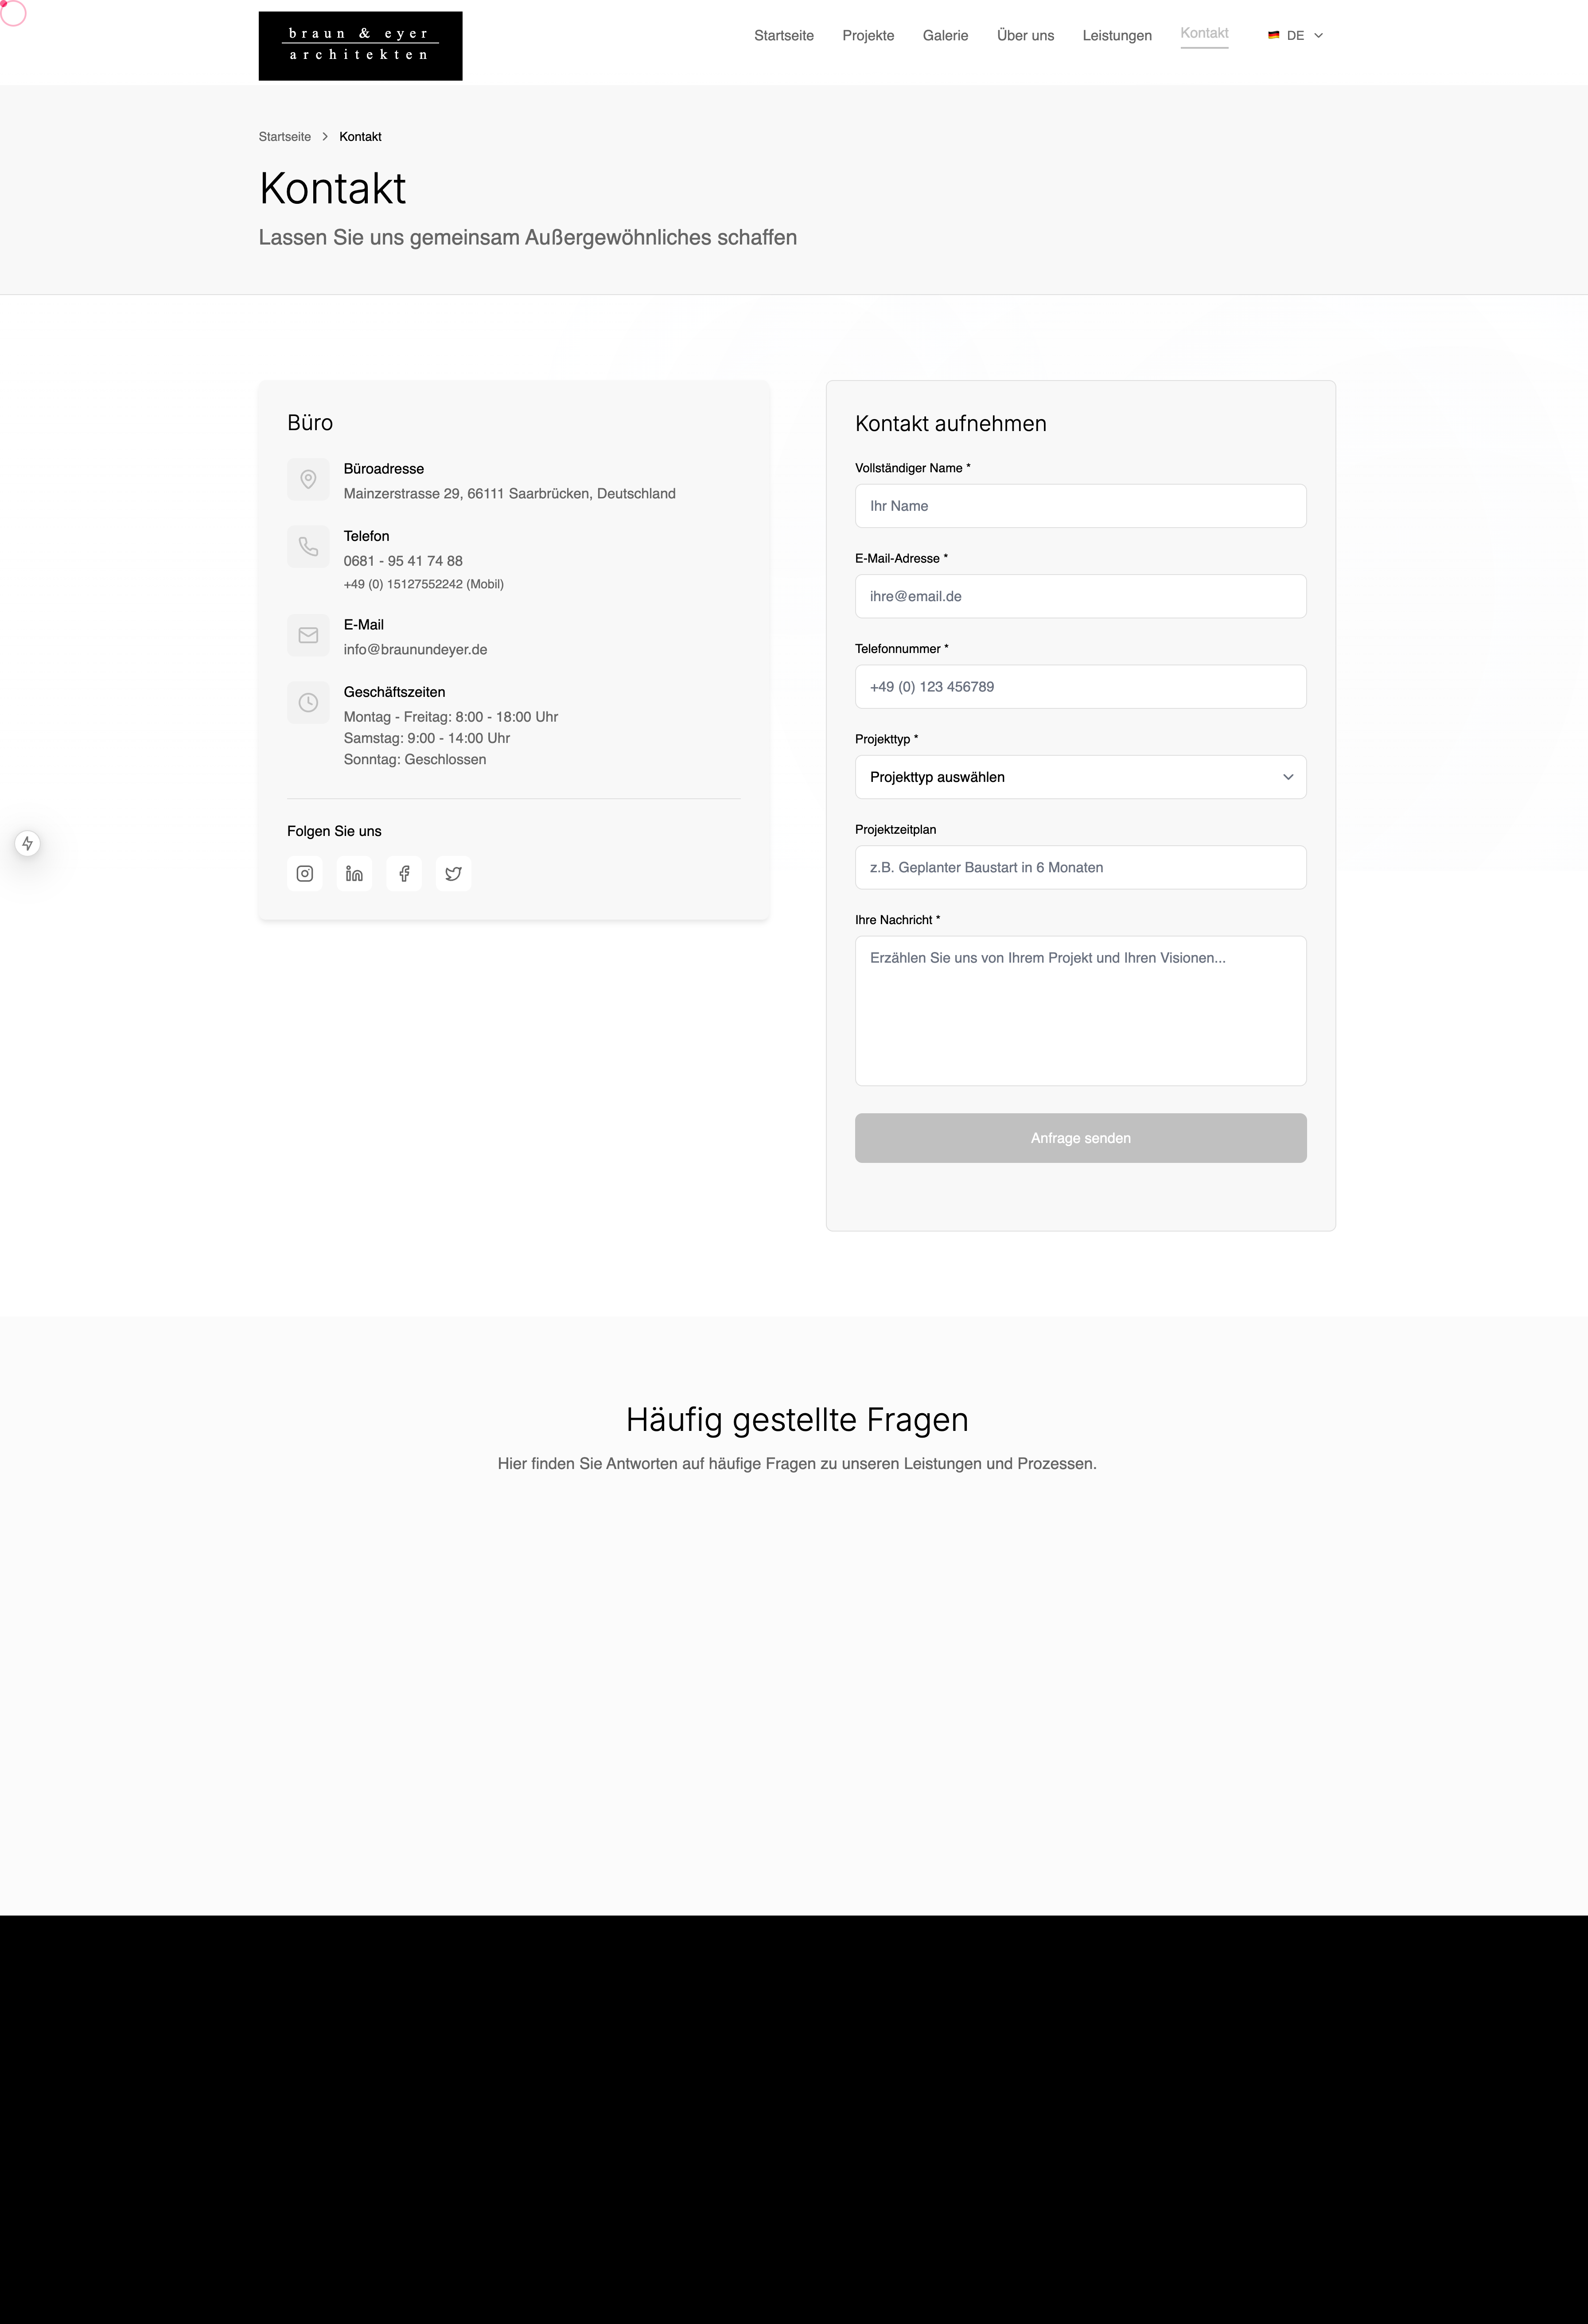 braun & eyer
architekten
Startseite
Projekte
Galerie
Über uns
Leistungen
Kontakt
DE
Startseite
Kontakt
Kontakt
Lassen Sie uns gemeinsam Außergewöhnliches schaffen
Büro
Büroadresse
Mainzerstrasse 29, 66111 Saarbrücken, Deutschland
Telefon
0681 - 95 41 74 88
+49 (0) 15127552242 (Mobil)
E-Mail
info@braunundeyer.de
Geschäftszeiten
Montag - Freitag: 8:00 - 18:00 Uhr
Samstag: 9:00 - 14:00 Uhr
Sonntag: Geschlossen
Folgen Sie uns
Kontakt aufnehmen
Vollständiger Name *
Ihr Name
E-Mail-Adresse *
ihre@email.de
Telefonnummer *
+49 (0) 123 456789
Projekttyp *
Projekttyp auswählen
Projektzeitplan
z.B. Geplanter Baustart in 6 Monaten
Ihre Nachricht *
Erzählen Sie uns von Ihrem Projekt und Ihren Visionen...
Anfrage senden
Häufig gestellte Fragen
Hier finden Sie Antworten auf häufige Fragen zu unseren Leistungen und Prozessen.